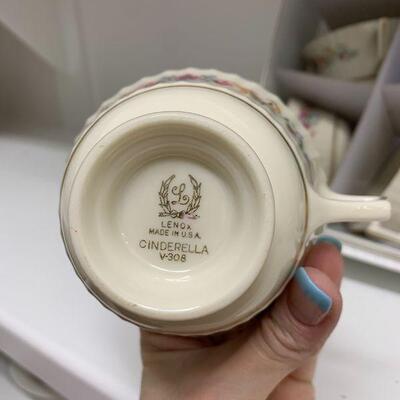 L
LENOX
MADE IN U.S.A.
CINDERELLA
V-308